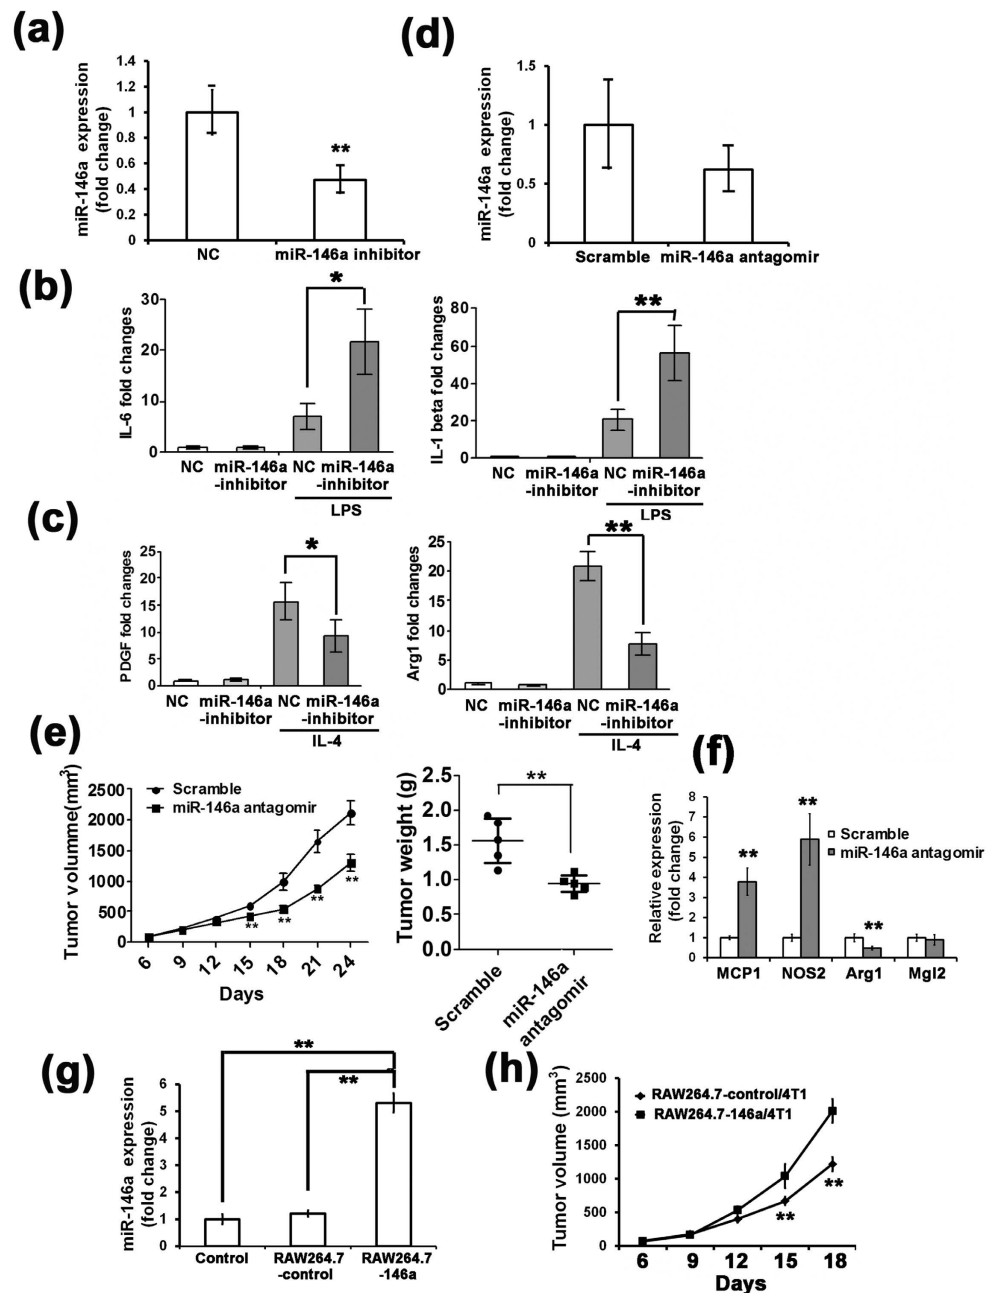 (a)
miR-146a expression
(fold change)
1.4
1.2
1
0.8
0.6
0.4
0.2
0
**
NC
miR-146a inhibitor
(d)
miR-146a expression
(fold change)
1.5
1
0.5
0
Scramble
miR-146a antagomir
(b)
IL-6 fold changes
30
20
10
0
*
NC
miR-146a
-inhibitor
NC
miR-146a
-inhibitor
LPS
IL-1 beta fold changes
80
60
40
20
0
**
NC
miR-146a
-inhibitor
NC
miR-146a
-inhibitor
LPS
(c)
PDGF fold changes
25
20
15
10
5
0
*
NC
miR-146a
-inhibitor
NC
miR-146a
-inhibitor
IL-4
Arg1 fold changes
25
20
15
10
5
0
**
NC
miR-146a
-inhibitor
NC
miR-146a
-inhibitor
IL-4
(e)
Tumor volumme(mm3)
2500
2000
1500
1000
500
0
Scramble
miR-146a antagomir
**
**
**
**
6 9 12 15 18 21 24
Days
Tumor weight (g)
2.5
2.0
1.5
1.0
0.5
0.0
**
Scramble
miR-146a
antagomir
(f)
Relative expression
(fold change)
8
7
6
5
4
3
2
1
0
Scramble
miR-146a antagomir
**
**
**
MCP1 NOS2 Arg1 Mgl2
(g)
miR-146a expression
(fold change)
6
5
4
3
2
1
0
**
**
Control
RAW264.7
-control
RAW264.7
-146a
(h)
Tumor volume (mm3)
2500
2000
1500
1000
500
0
RAW264.7-control/4T1
RAW264.7-146a/4T1
**
**
6 9 12 15 18
Days